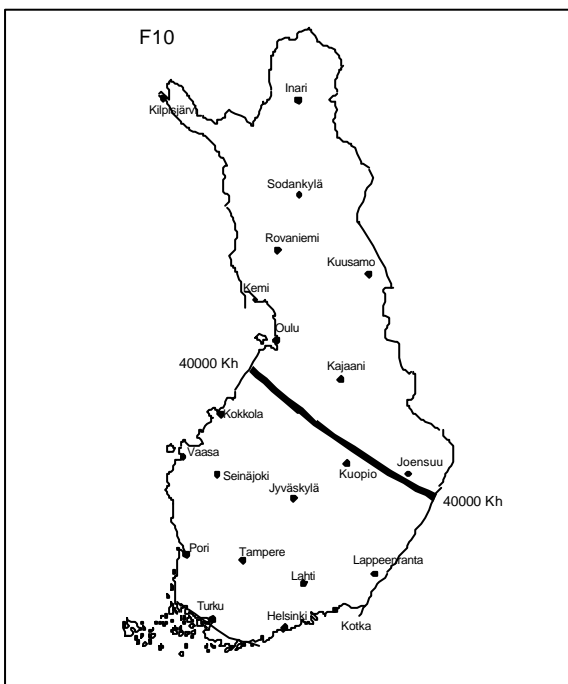 F10
Inari
Kilpisjärvi
Sodankylä
Rovaniemi
Kuusamo
Kemi
Oulu
40000 Kh
Kajaani
Kokkola
Vaasa
Seinäjoki
Kuopio
Joensuu
Jyväskylä
40000 Kh
Pori
Tampere
Lappeenranta
Lahti
Turku
Helsinki
Kotka